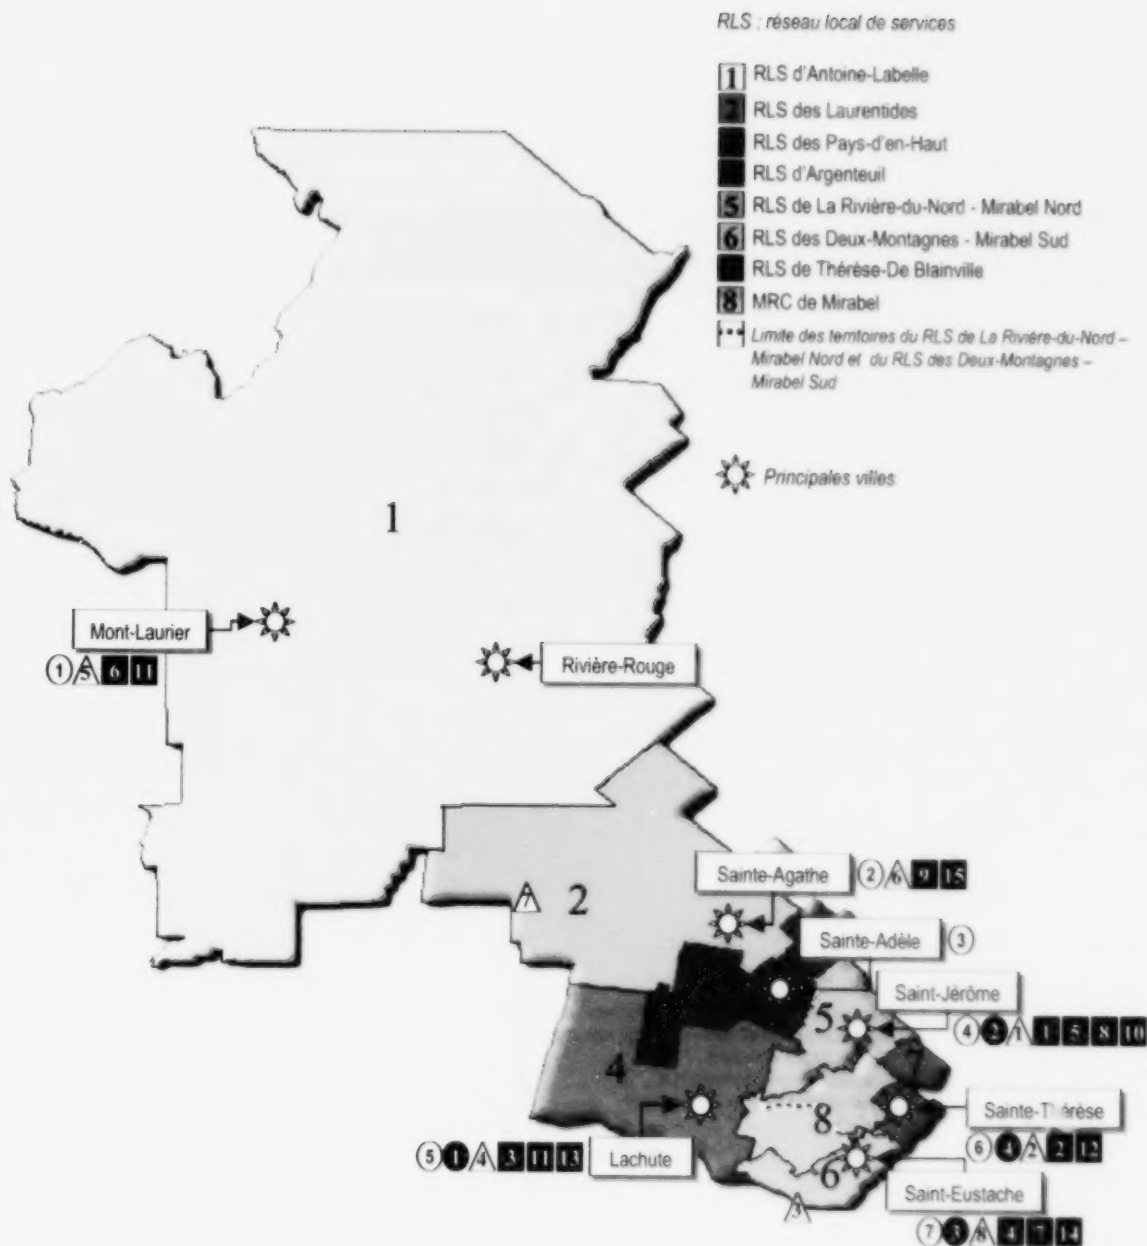 RLS : réseau local de services
1 RLS d'Antoine-Labelle
2 RLS des Laurentides
RLS des Pays-d'en-Haut
RLS d'Argenteuil
5 RLS de La Rivière-du-Nord - Mirabel Nord
6 RLS des Deux-Montagnes - Mirabel Sud
RLS de Thérèse-De Blainville
8 MRC de Mirabel
Limite des territoires du RLS de La Rivière-du-Nord –
Mirabel Nord et du RLS des Deux-Montagnes –
Mirabel Sud
Principales villes
1
Mont-Laurier
1 5 6 11
Rivière-Rouge
Sainte-Agathe 2 6 9 15
7 2
Sainte-Adèle 3
Saint-Jérôme
5
4 2 1 1 5 8 10
7
4
Sainte-Thérèse
8
6 4 2 2 12
5 1 4 3 11 13 Lachute
6
Saint-Eustache
3
7 3 8 4 7 14